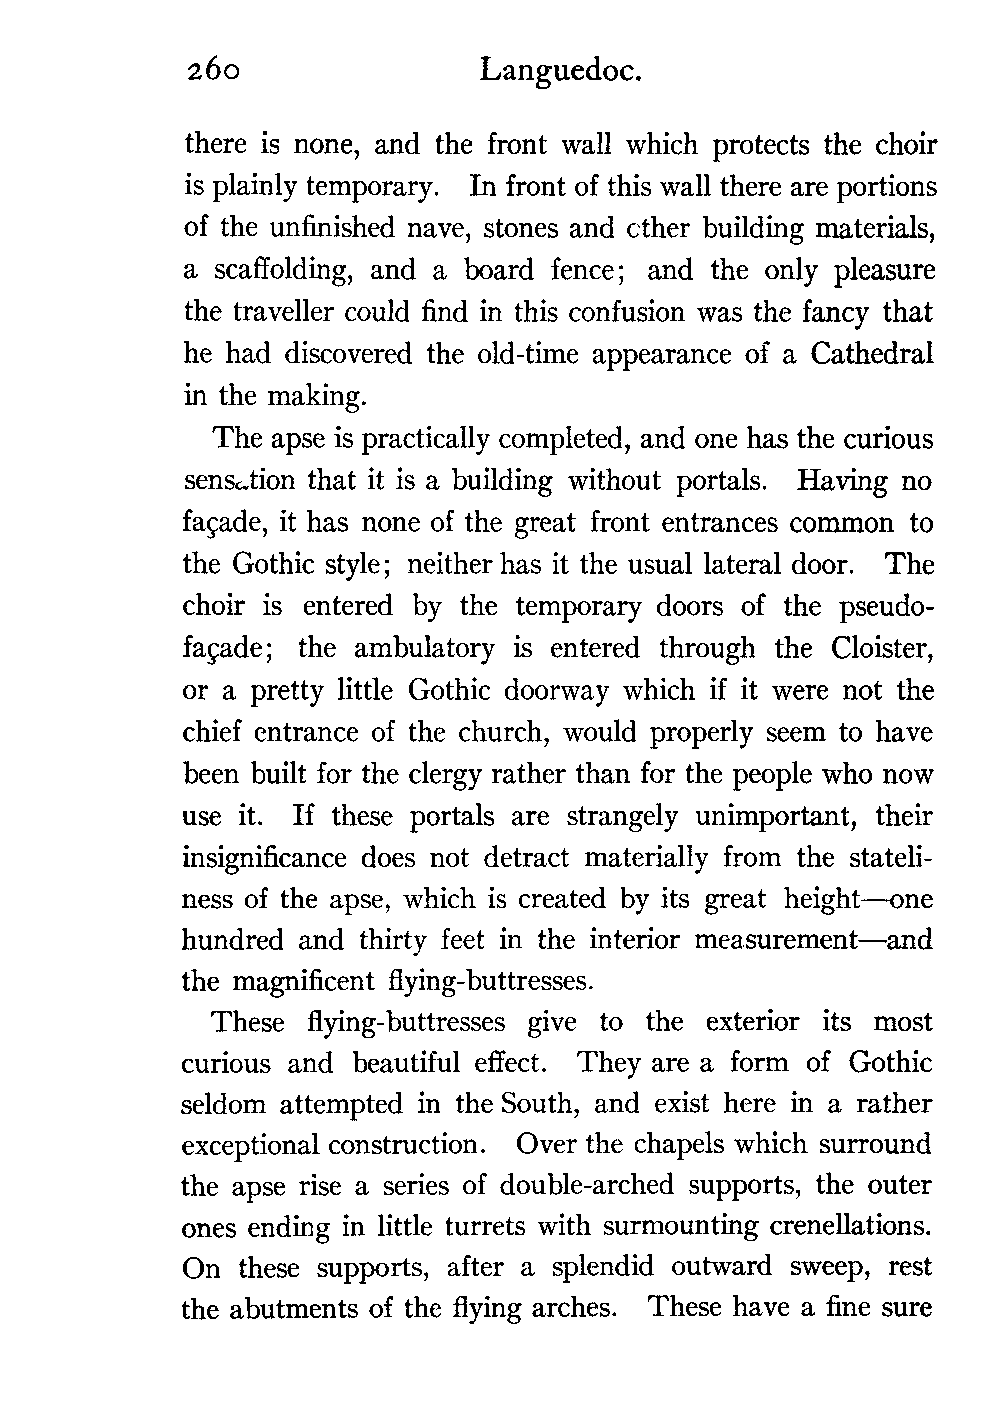 260 Languedoc.
there is none, and the front wall which protects the choir
is plainly temporary. In front of this wall there are portions
of the unfinished nave, stones and other building materials,
a scaffolding, and a board fence; and the only pleasure
the traveller could find in this confusion was the fancy that
he had discovered the old-time appearance of a Cathedral
in the making.
The apse is practically completed, and one has the curious
sensation that it is a building without portals. Having no
façade, it has none of the great front entrances common to
the Gothic style; neither has it the usual lateral door. The
choir is entered by the temporary doors of the pseudo-
façade; the ambulatory is entered through the Cloister,
or a pretty little Gothic doorway which if it were not the
chief entrance of the church, would properly seem to have
been built for the clergy rather than for the people who now
use it. If these portals are strangely unimportant, their
insignificance does not detract materially from the stateli-
ness of the apse, which is created by its great height—one
hundred and thirty feet in the interior measurement—and
the magnificent flying-buttresses.
These flying-buttresses give to the exterior its most
curious and beautiful effect. They are a form of Gothic
seldom attempted in the South, and exist here in a rather
exceptional construction. Over the chapels which surround
the apse rise a series of double-arched supports, the outer
ones ending in little turrets with surmounting crenellations.
On these supports, after a splendid outward sweep, rest
the abutments of the flying arches. These have a fine sure